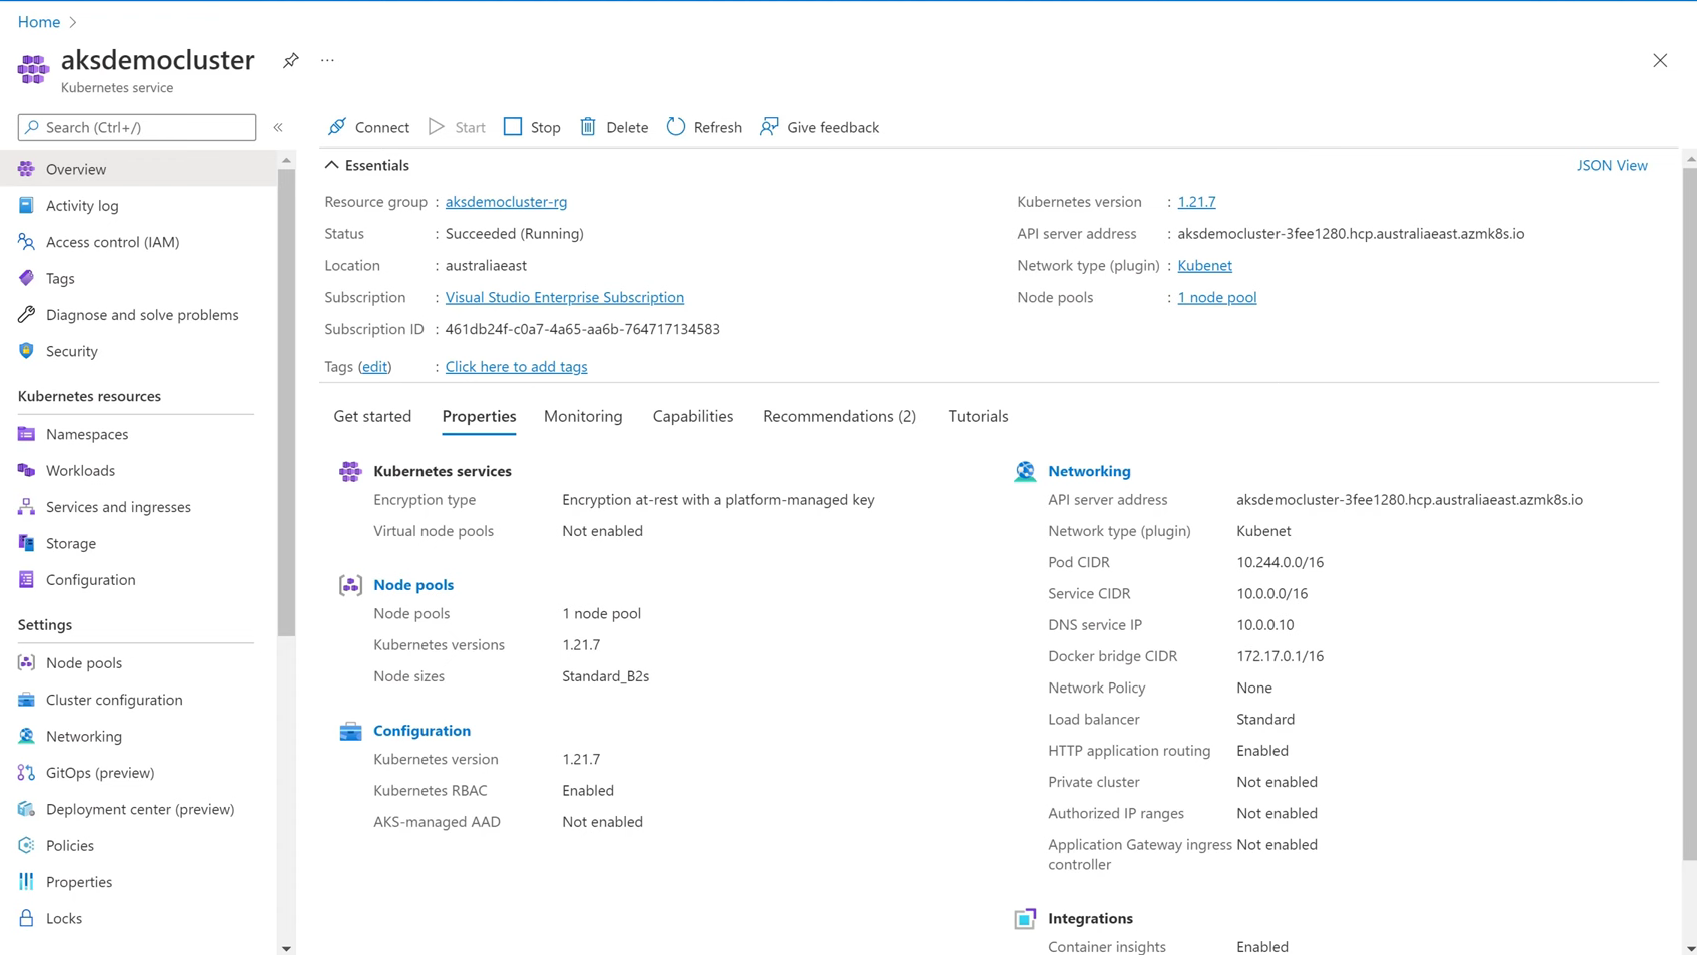 Home
aksdemocluster
Kubernetes service
Search (Ctrl+/)
Connect Start Stop Delete Refresh Give feedback
Overview
Activity log
Access control (IAM)
Tags
Diagnose and solve problems
Security
Kubernetes resources
Namespaces
Workloads
Services and ingresses
Storage
Configuration
Settings
Node pools
Cluster configuration
Networking
GitOps (preview)
Deployment center (preview)
Policies
Properties
Locks
Essentials
JSON View
Resource group : aksdemocluster-rg
Status : Succeeded (Running)
Location : australiaeast
Subscription : Visual Studio Enterprise Subscription
Subscription ID : 461db24f-c0a7-4a65-aa6b-764717134583
Tags (edit) : Click here to add tags
Kubernetes version : 1.21.7
API server address : aksdemocluster-3fee1280.hcp.australiaeast.azmk8s.io
Network type (plugin) : Kubenet
Node pools : 1 node pool
Get started Properties Monitoring Capabilities Recommendations (2) Tutorials
Kubernetes services
Encryption type Encryption at-rest with a platform-managed key
Virtual node pools Not enabled
Node pools
Node pools 1 node pool
Kubernetes versions 1.21.7
Node sizes Standard_B2s
Configuration
Kubernetes version 1.21.7
Kubernetes RBAC Enabled
AKS-managed AAD Not enabled
Networking
API server address aksdemocluster-3fee1280.hcp.australiaeast.azmk8s.io
Network type (plugin) Kubenet
Pod CIDR 10.244.0.0/16
Service CIDR 10.0.0.0/16
DNS service IP 10.0.0.10
Docker bridge CIDR 172.17.0.1/16
Network Policy None
Load balancer Standard
HTTP application routing Enabled
Private cluster Not enabled
Authorized IP ranges Not enabled
Application Gateway ingress Not enabled
controller
Integrations
Container insights Enabled